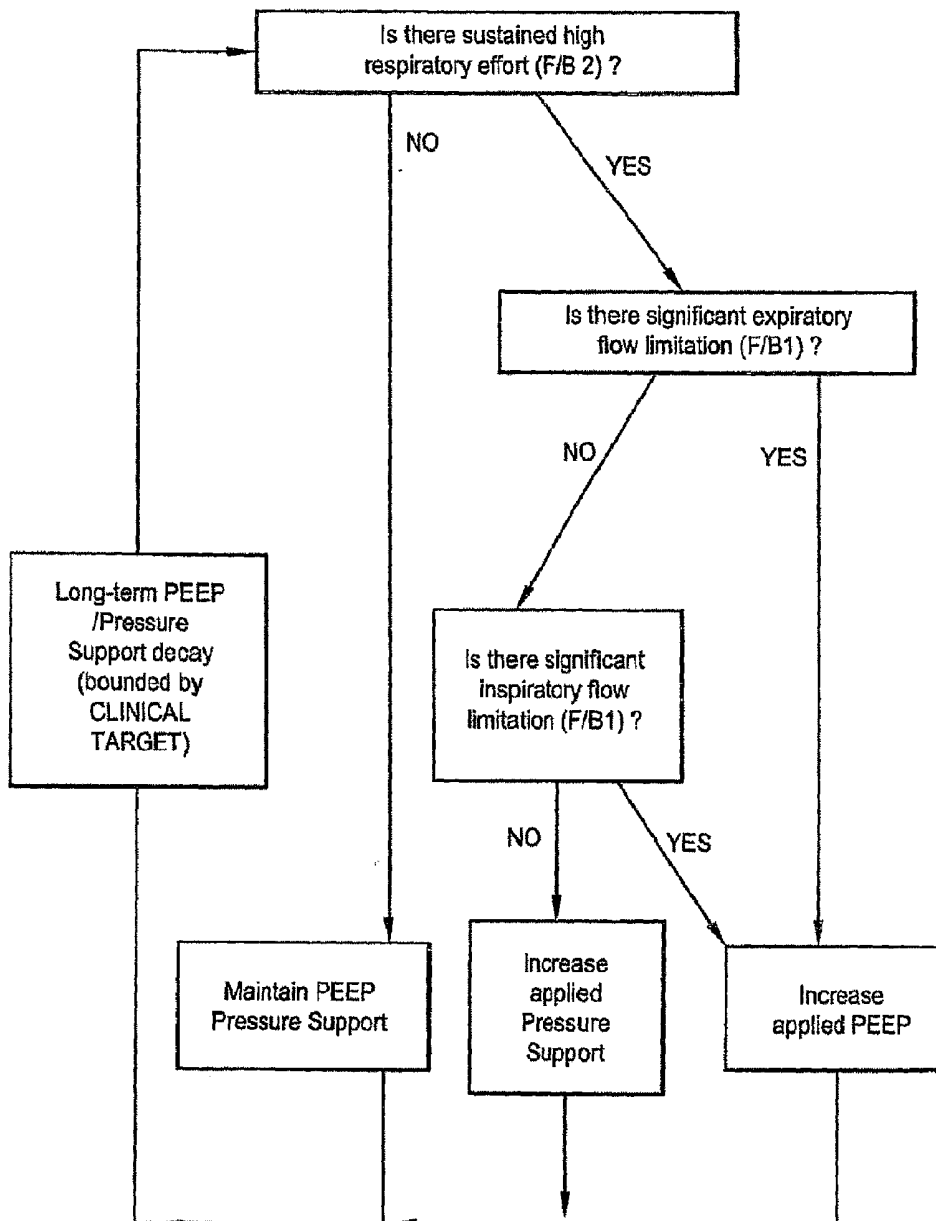 Is there sustained high
respiratory effort (F/B 2) ?
NO
YES
Is there significant expiratory
flow limitation (F/B1) ?
NO
YES
Long-term PEEP
/Pressure
Support decay
(bounded by
CLINICAL
TARGET)
Is there significant
inspiratory flow
limitation (F/B1) ?
NO
YES
Maintain PEEP
Pressure Support
Increase
applied
Pressure
Support
Increase
applied PEEP